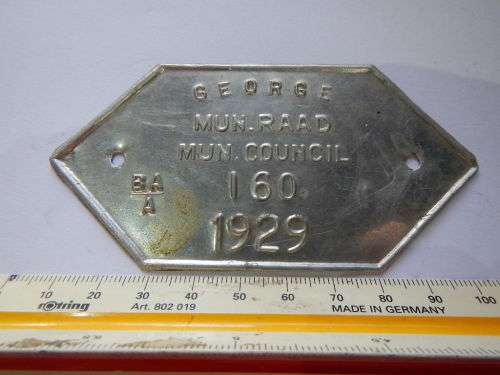 GEORGE
MUN. RAAD
MUN. COUNCIL
BA
A
160
1929
10 20 30 40 50 60 70 80 90 100
rotring Art. 802 019 MADE IN GERMANY